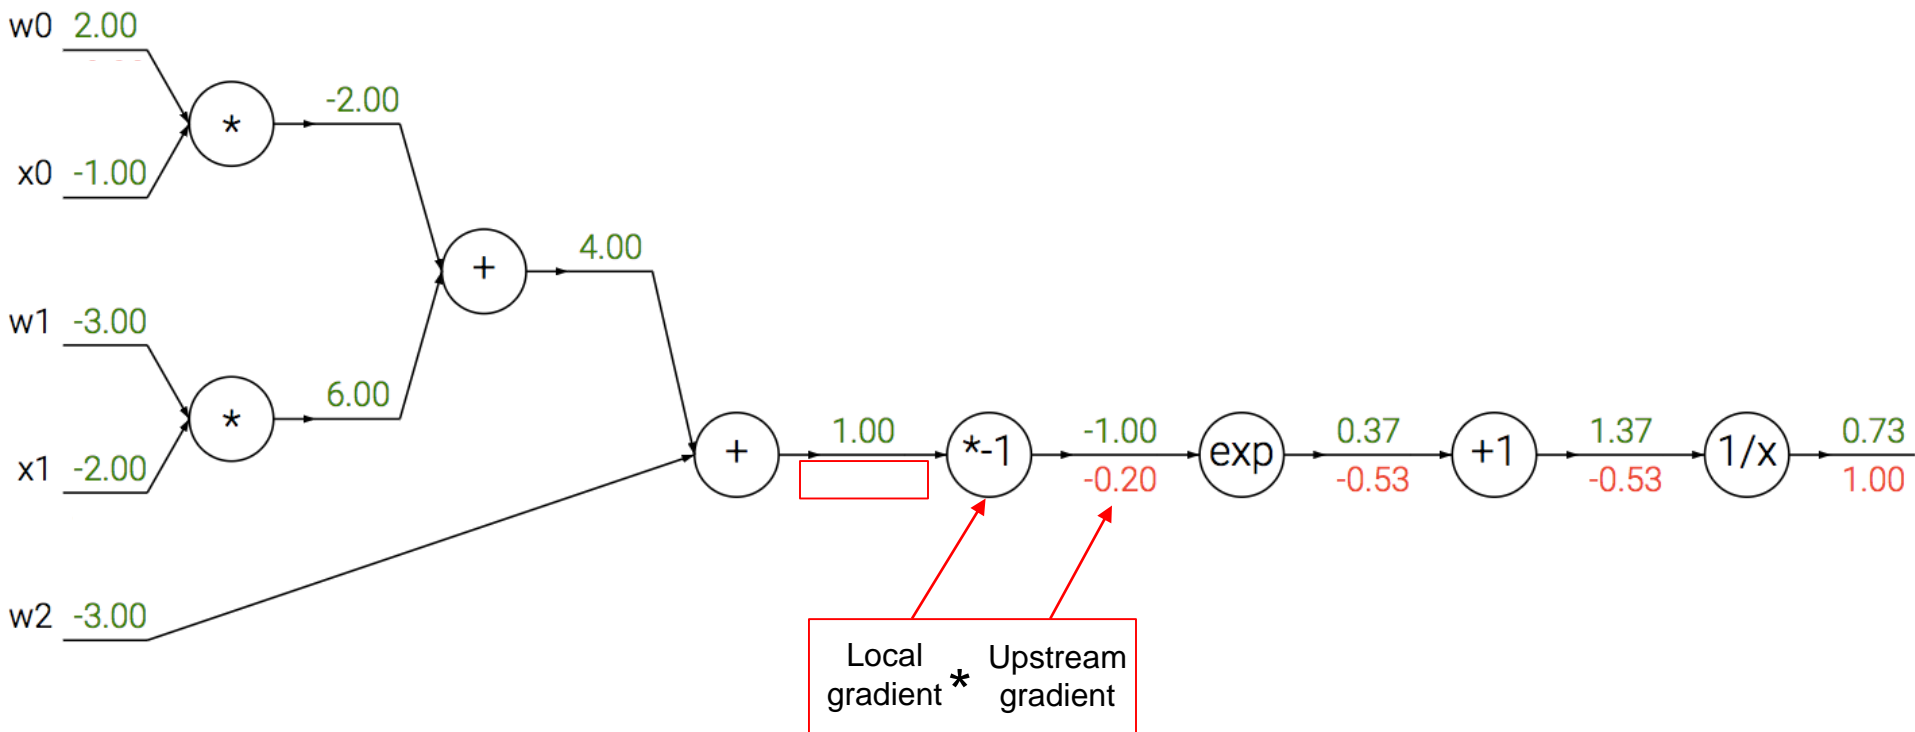 w0 2.00
*
-2.00
x0 -1.00
+
4.00
w1 -3.00
*
6.00
x1 -2.00
+
1.00
*-1
-1.00
-0.20
exp
0.37
-0.53
+1
1.37
-0.53
1/x
0.73
1.00
w2 -3.00
Local
gradient
*
Upstream
gradient